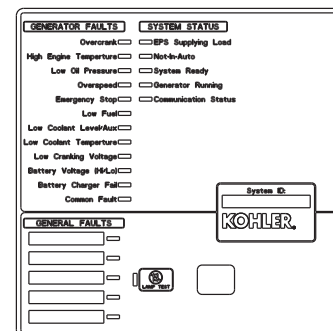 GENERATOR FAULTS
Overcrank
High Engine Temperture
Low Oil Pressure
Overspeed
Emergency Stop
Low Fuel
Low Coolant Level/Aux
Low Coolant Temperture
Low Cranking Voltage
Battery Voltage (Hi/Lo)
Battery Charger Fail
Common Fault
SYSTEM STATUS
EPS Supplying Load
Not-In-Auto
System Ready
Generator Running
Communication Status
System ID:
KOHLER.
GENERAL FAULTS
LAMP TEST